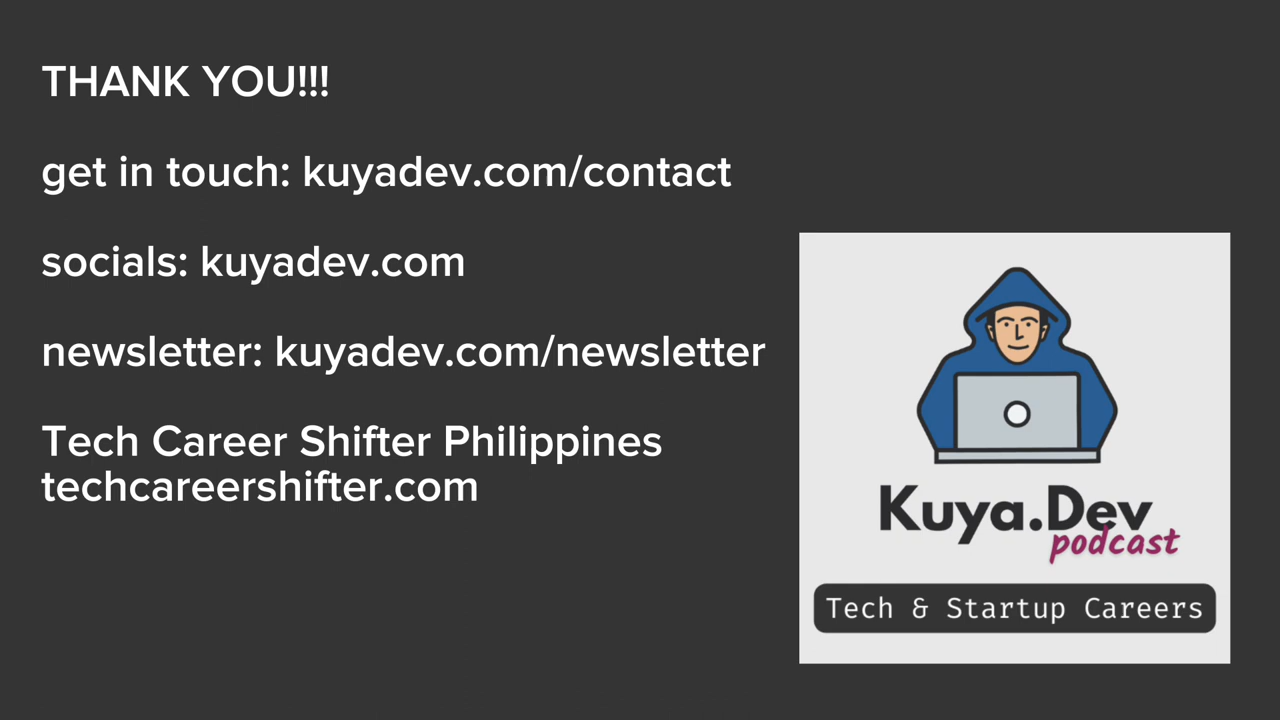 THANK YOU!!!
get in touch: kuyadev.com/contact
socials: kuyadev.com
newsletter: kuyadev.com/newsletter
Tech Career Shifter Philippines
techcareershifter.com
Kuya.Dev
podcast
Tech & Startup Careers